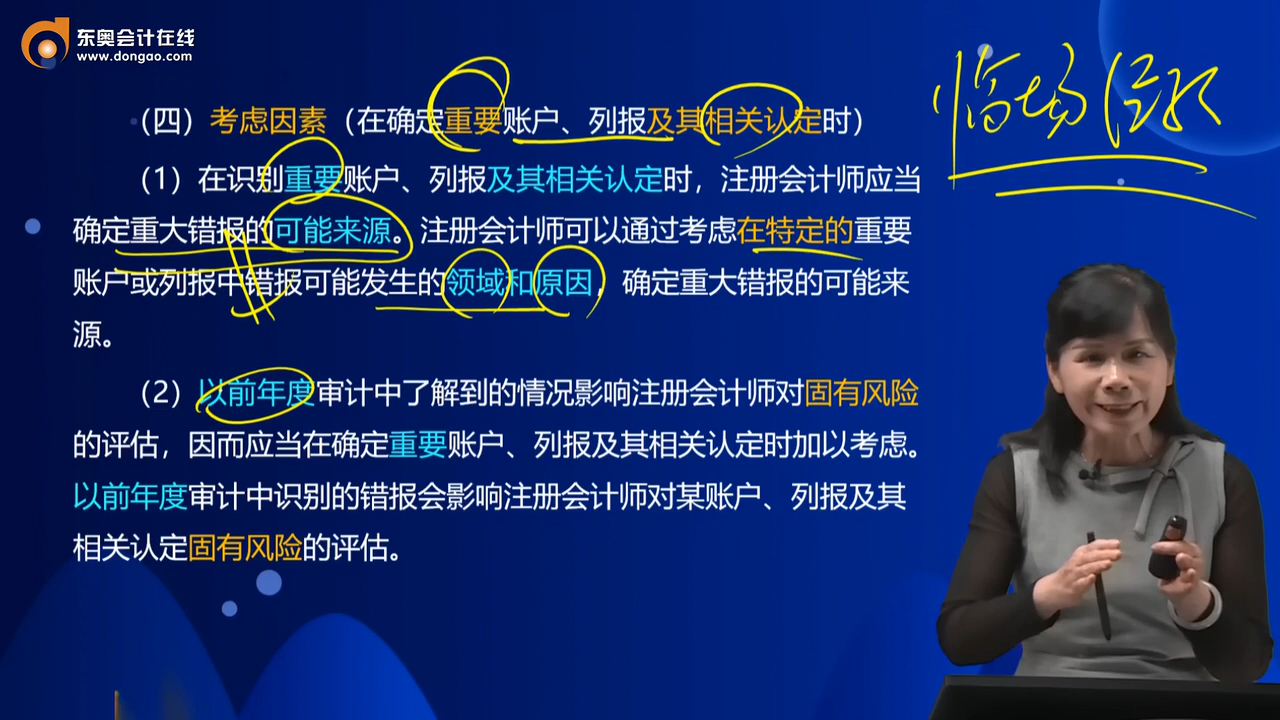 东奥会计在线
www.dongao.com
（四）考虑因素（在确定重要账户、列报及其相关认定时）
（1）在识别重要账户、列报及其相关认定时，注册会计师应当
确定重大错报的可能来源。注册会计师可以通过考虑在特定的重要
账户或列报中错报可能发生的领域和原因，确定重大错报的可能来
源。
（2）以前年度审计中了解到的情况影响注册会计师对固有风险
的评估，因而应当在确定重要账户、列报及其相关认定时加以考虑。
以前年度审计中识别的错报会影响注册会计师对某账户、列报及其
相关认定固有风险的评估。
临场